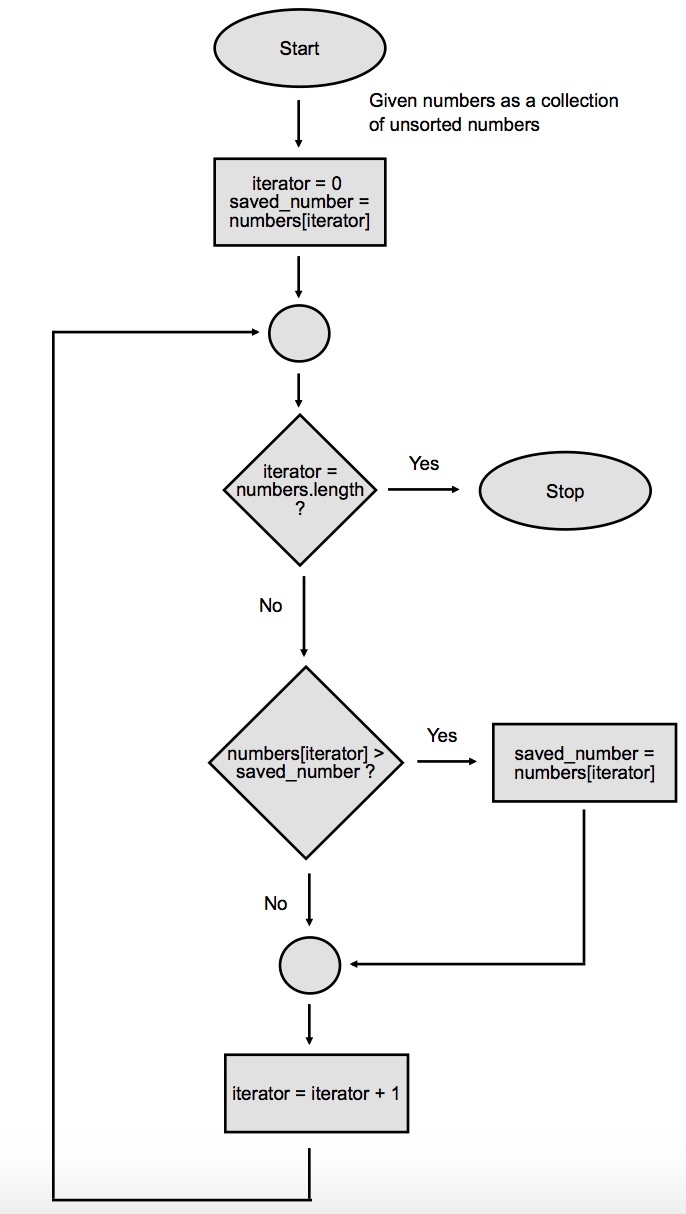 Start
Given numbers as a collection
of unsorted numbers
iterator = 0
saved_number =
numbers[iterator]
iterator =
numbers.length
?
Yes
Stop
No
numbers[iterator] >
saved_number ?
Yes
saved_number =
numbers[iterator]
No
iterator = iterator + 1